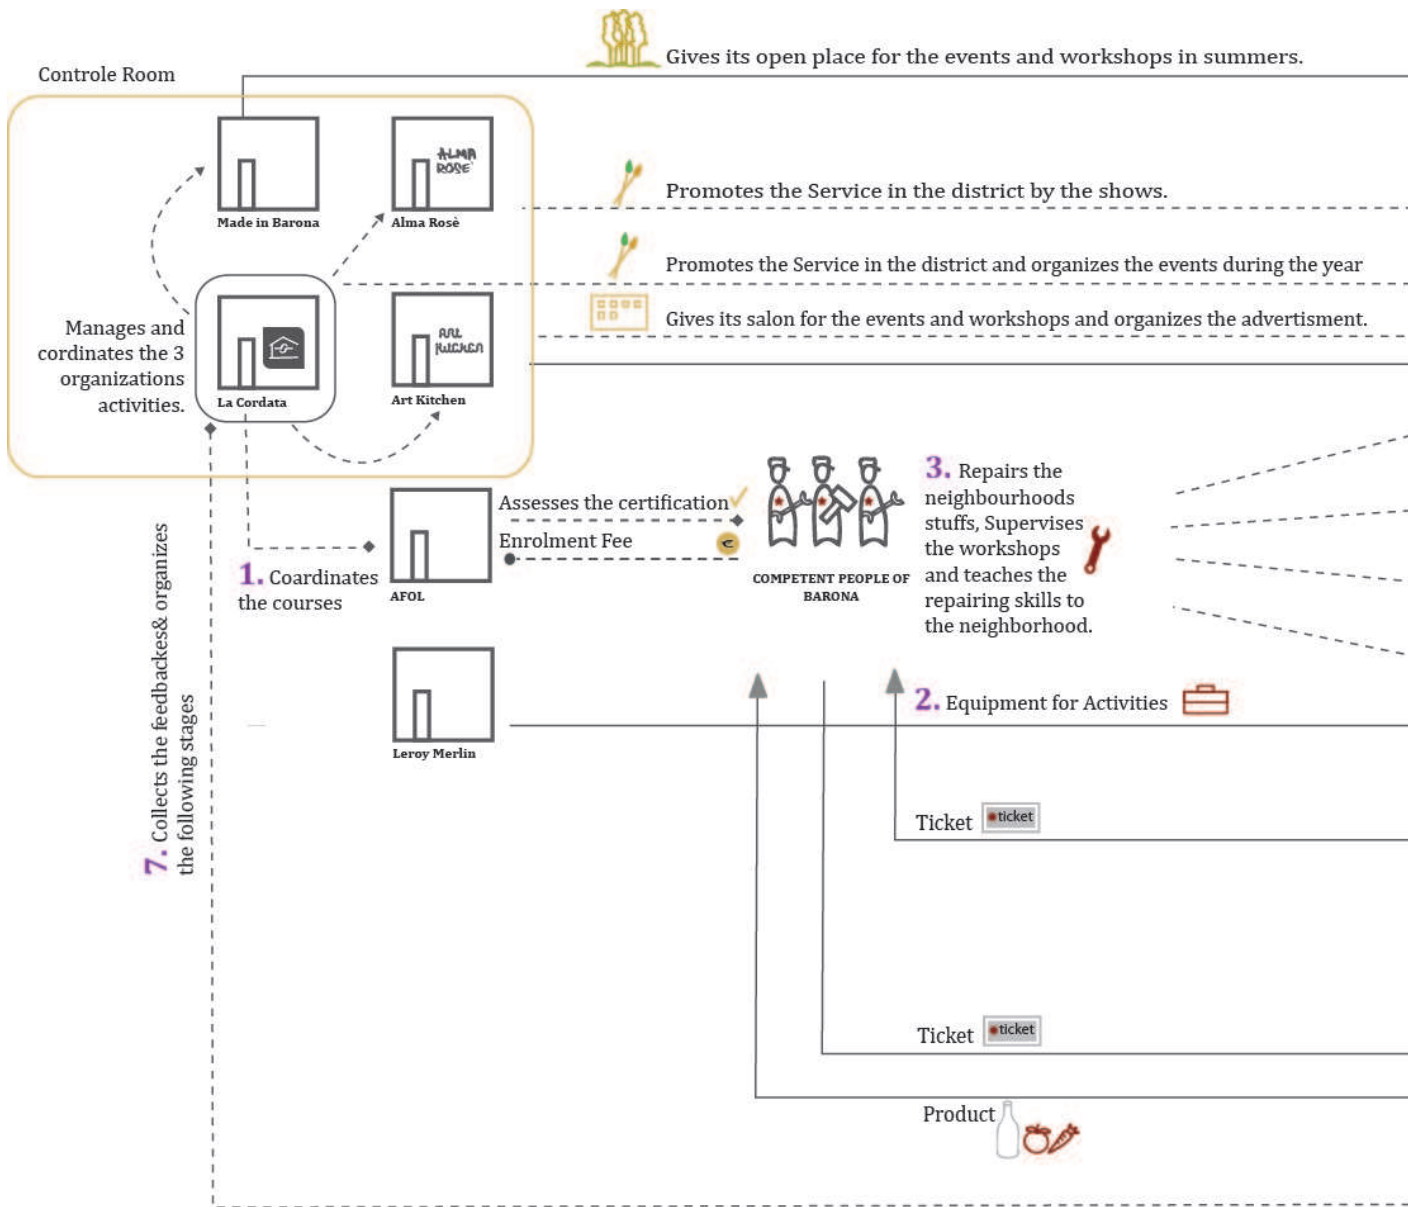 Gives its open place for the events and workshops in summers.
Controle Room
ALMA
ROSE'
Made in Barona
Alma Rosè
Promotes the Service in the district by the shows.
Promotes the Service in the district and organizes the events during the year
Gives its salon for the events and workshops and organizes the advertisment.
Manages and
cordinates the 3
organizations
activities.
ART
KITCHEN
La Cordata
Art Kitchen
1. Coardinates
the courses
AFOL
Assesses the certification
Enrolment Fee
COMPETENT PEOPLE OF
BARONA
3. Repairs the
neighbourhoods
stuffs, Supervises
the workshops
and teaches the
repairing skills to
the neighborhood.
7. Collects the feedbackes& organizes
the following stages
Leroy Merlin
2. Equipment for Activities
Ticket
ticket
Ticket
ticket
Product